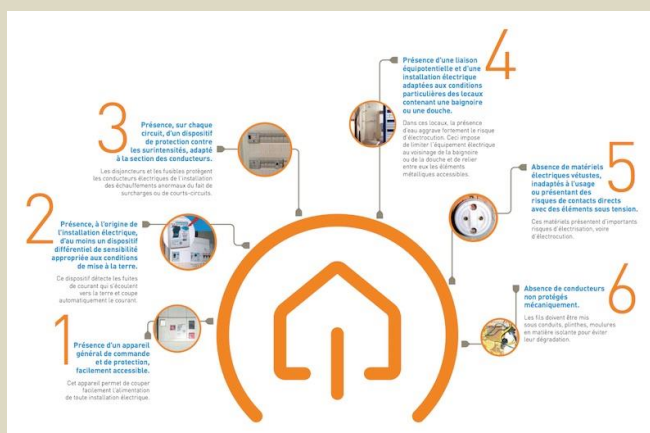 1
Présence d'un appareil
général de commande
et de protection,
facilement accessible.
Cet appareil permet de couper
facilement l'alimentation
de toute installation électrique.
2
Présence, à l'origine de
l'installation électrique,
d'au moins un dispositif
différentiel de sensibilité
appropriée aux conditions
de mise à la terre.
Ce dispositif détecte les fuites
de courant qui s'écoulent
vers la terre et coupe
automatiquement le courant.
3
Présence, sur chaque
circuit, d'un dispositif
de protection contre
les surintensités, adapté
à la section des conducteurs.
Les disjoncteurs et les fusibles protègent
les conducteurs électriques de l'installation
des échauffements anormaux du fait de
surcharges ou de courts-circuits.
4
Présence d'une liaison
équipotentielle et d'une
installation électrique
adaptées aux conditions
particulières des locaux
contenant une baignoire
ou une douche.
Dans ces locaux, la présence
d'eau aggrave fortement le risque
d'électrocution. Ceci impose
de limiter l'équipement électrique
au voisinage de la baignoire
ou de la douche et de relier
entre eux les éléments
métalliques accessibles.
5
Absence de matériels
électriques vétustes,
inadaptés à l'usage
ou présentant des
risques de contacts directs
avec des éléments sous tension.
Ces matériels présentent d'importants
risques d'électrisation, voire
d'électrocution.
6
Absence de conducteurs
non protégés
mécaniquement.
Les fils doivent être mis
sous conduits, plinthes, moulures
en matière isolante pour éviter
leur dégradation.